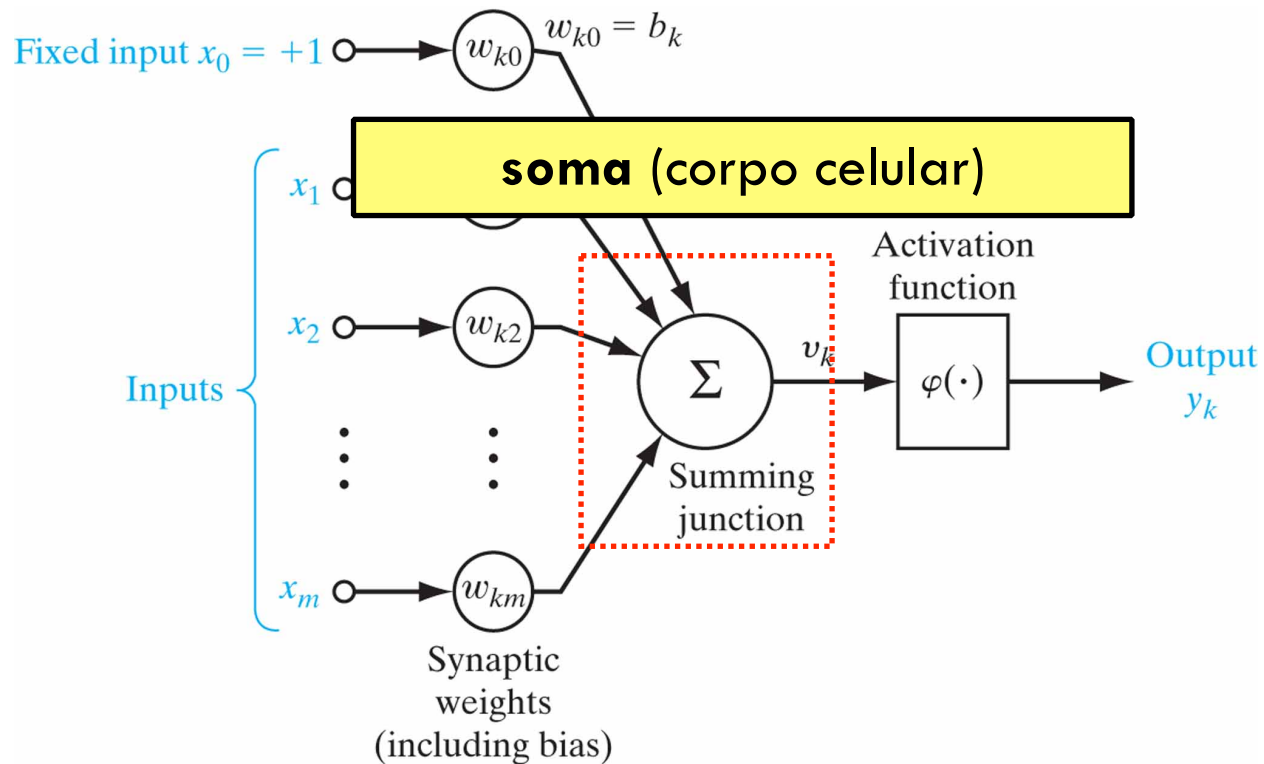 Fixed input x₀ = +1
wₖ₀
wₖ₀ = bₖ
soma (corpo celular)
x₁
Activation
function
x₂
wₖ₂
Σ
vₖ
φ(·)
Output
yₖ
Inputs
Summing
junction
xₘ
wₖₘ
Synaptic
weights
(including bias)